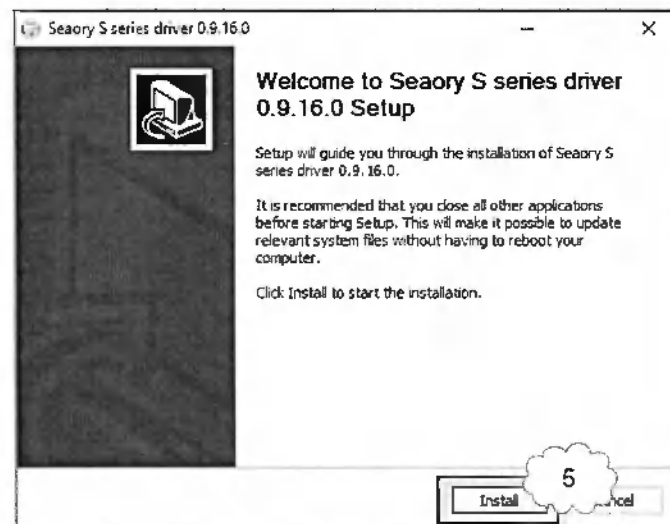 Seaory S series driver 0.9.16.0
Welcome to Seaory S series driver
0.9.16.0 Setup
Setup will guide you through the installation of Seaory S
series driver 0.9.16.0.
It is recommended that you close all other applications
before starting Setup. This will make it possible to update
relevant system files without having to reboot your
computer.
Click Install to start the installation.
5
Install